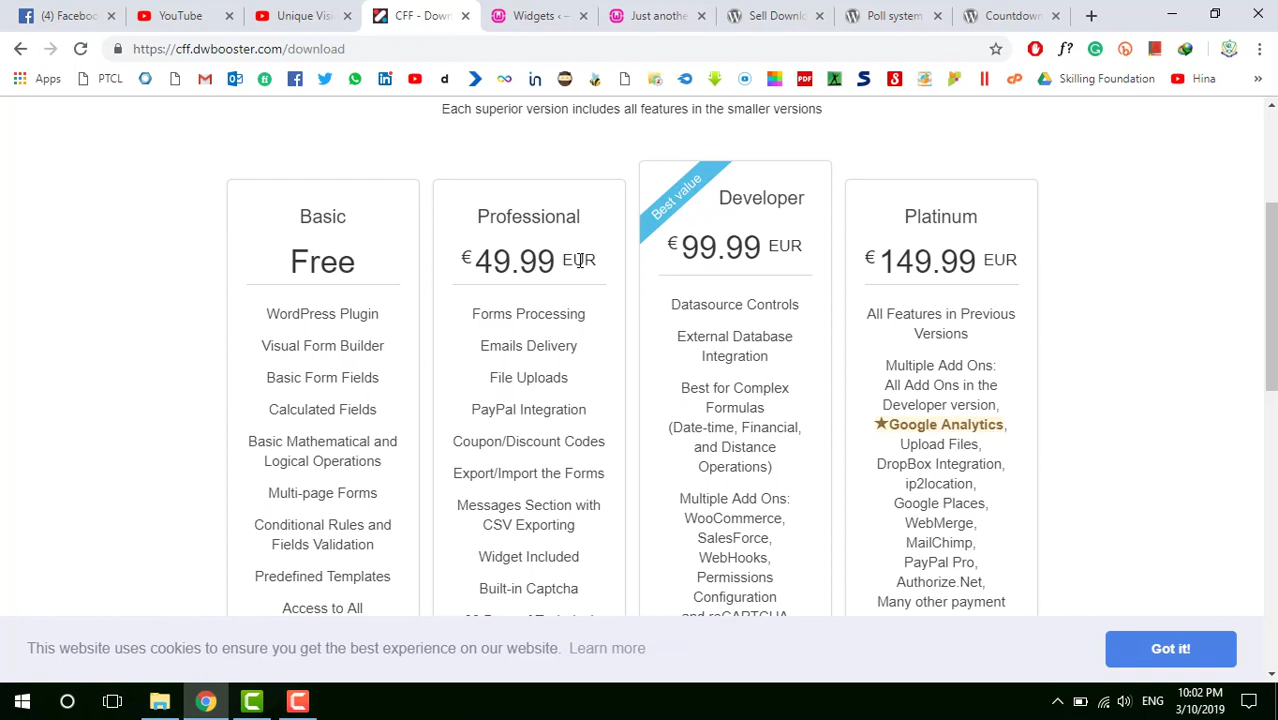 (4) Facebo
YouTube
Unique Vis
CFF - Dow
Widgets ‹
Just anothe
Sell Downlo
Poll system
Countdown
https://cff.dwbooster.com/download
Apps
PTCL
Skilling Foundation
Hina
Each superior version includes all features in the smaller versions
Basic
Free
WordPress Plugin
Visual Form Builder
Basic Form Fields
Calculated Fields
Basic Mathematical and
Logical Operations
Multi-page Forms
Conditional Rules and
Fields Validation
Predefined Templates
Access to All
Professional
€ 49.99 EUR
Forms Processing
Emails Delivery
File Uploads
PayPal Integration
Coupon/Discount Codes
Export/Import the Forms
Messages Section with
CSV Exporting
Widget Included
Built-in Captcha
Best value
Developer
€ 99.99 EUR
Datasource Controls
External Database
Integration
Best for Complex
Formulas
(Date-time, Financial,
and Distance
Operations)
Multiple Add Ons:
WooCommerce,
SalesForce,
WebHooks,
Permissions
Configuration
and reCAPTCHA
Platinum
€ 149.99 EUR
All Features in Previous
Versions
Multiple Add Ons:
All Add Ons in the
Developer version,
★Google Analytics,
Upload Files,
DropBox Integration,
ip2location,
Google Places,
WebMerge,
MailChimp,
PayPal Pro,
Authorize.Net,
Many other payment
This website uses cookies to ensure you get the best experience on our website. Learn more
Got it!
ENG
10:02 PM
3/10/2019